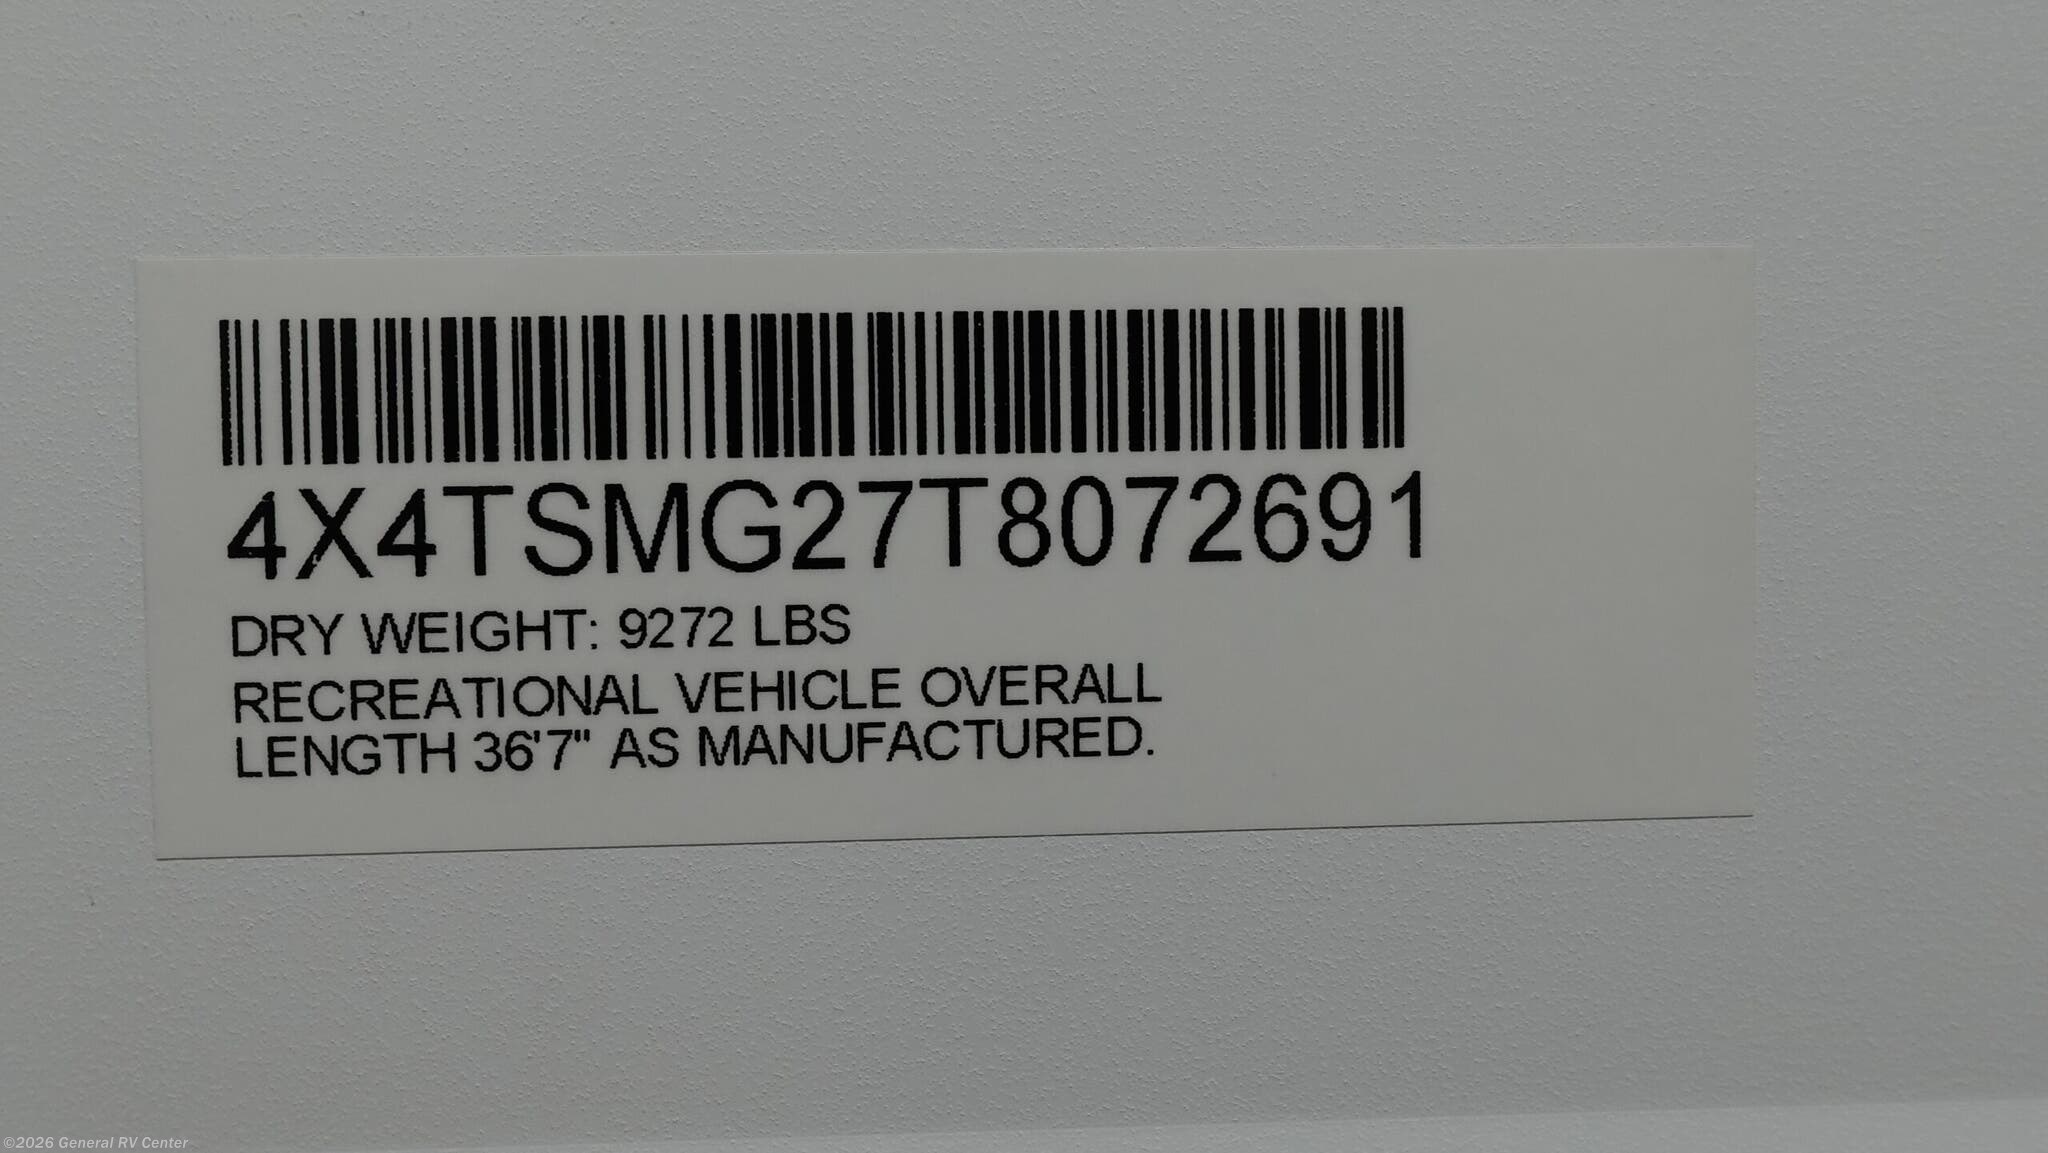 4X4TSMG27T8072691
DRY WEIGHT: 9272 LBS
RECREATIONAL VEHICLE OVERALL
LENGTH 36'7" AS MANUFACTURED.
©2026 General RV Center